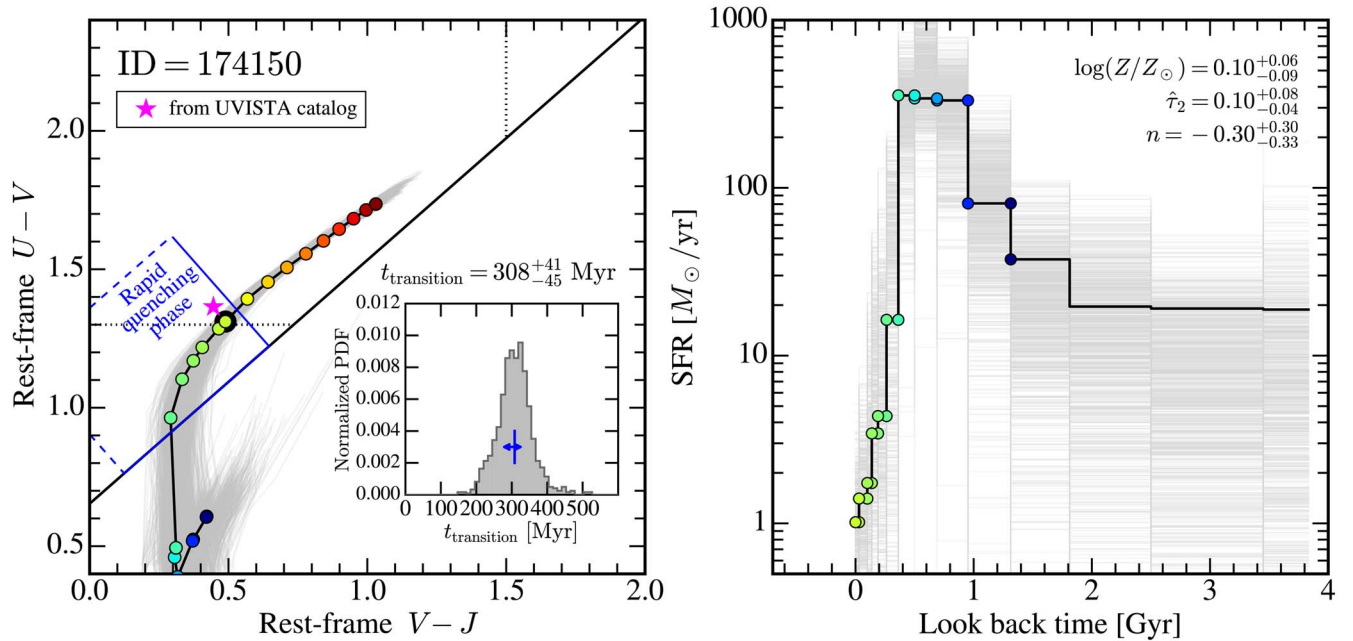 ID = 174150
from UVISTA catalog
Rapid
quenching
phase
t_transition = 308^{+41}_{-45} Myr
Normalized PDF
0.012
0.010
0.008
0.006
0.004
0.002
0.000
0 100 200 300 400 500
t_transition [Myr]
Rest-frame U − V
2.0
1.5
1.0
0.5
0.0 0.5 1.0 1.5 2.0
Rest-frame V − J
log(Z/Z_⊙) = 0.10^{+0.06}_{-0.09}
τ̂_2 = 0.10^{+0.08}_{-0.04}
n = −0.30^{+0.30}_{-0.33}
SFR [M_⊙/yr]
1000
100
10
1
0 1 2 3 4
Look back time [Gyr]